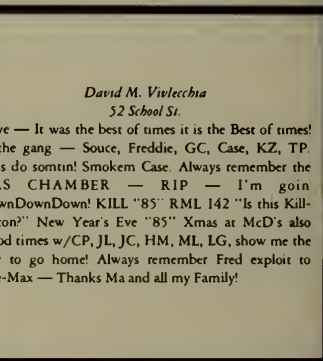 David M. Vivlecchia
52 School St.
ve — It was the best of times it is the Best of times!
the gang — Souce, Freddie, GC, Case, KZ, TP.
s do somtin! Smokem Case. Always remember the
AS CHAMBER — RIP — I'm goin
wnDownDown! KILL "85" RML 142 "Is this Kill-
ton?" New Year's Eve "85" Xmas at McD's also
od times w/CP, JL, JC, HM, ML, LG, show me the
to go home! Always remember Fred exploit to
-Max — Thanks Ma and all my Family!